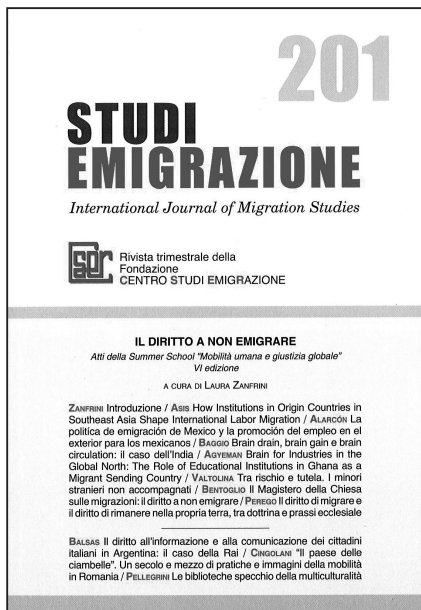 201
STUDI
EMIGRAZIONE
International Journal of Migration Studies
cser
Rivista trimestrale della
Fondazione
CENTRO STUDI EMIGRAZIONE
IL DIRITTO A NON EMIGRARE
Atti della Summer School “Mobilità umana e giustizia globale”
VI edizione
A CURA DI LAURA ZANFRINI
ZANFRINI Introduzione / ASIS How Institutions in Origin Countries in
Southeast Asia Shape International Labor Migration / ALARCÓN La
política de emigración de Mexico y la promoción del empleo en el
exterior para los mexicanos / BAGGIO Brain drain, brain gain e brain
circulation: il caso dell’India / AGYEMAN Brain for Industries in the
Global North: The Role of Educational Institutions in Ghana as a
Migrant Sending Country / VALTOLINA Tra rischio e tutela. I minori
stranieri non accompagnati / BENTOGLIO Il Magistero della Chiesa
sulle migrazioni: il diritto a non emigrare / PEREGO Il diritto di migrare e
il diritto di rimanere nella propria terra, tra dottrina e prassi ecclesiale
BALSAS Il diritto all’informazione e alla comunicazione dei cittadini
italiani in Argentina: il caso della Rai / CINGOLANI “Il paese delle
ciambelle”. Un secolo e mezzo di pratiche e immagini della mobilità
in Romania / PELLEGRINI Le biblioteche specchio della multiculturalità